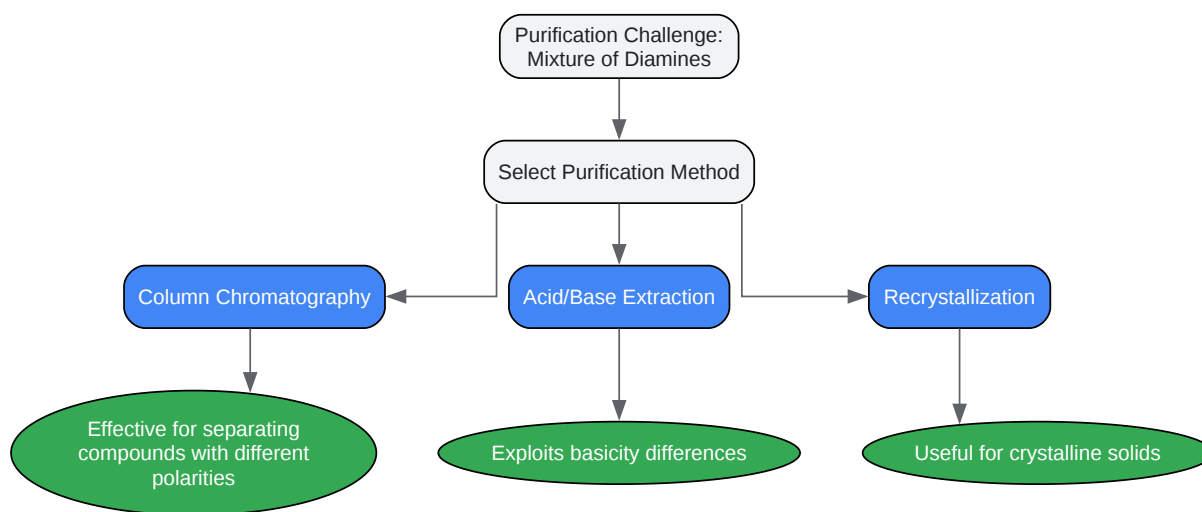 Purification Challenge:
Mixture of Diamines
Select Purification Method
Column Chromatography
Acid/Base Extraction
Recrystallization
Effective for separating
compounds with different
polarities
Exploits basicity differences
Useful for crystalline solids